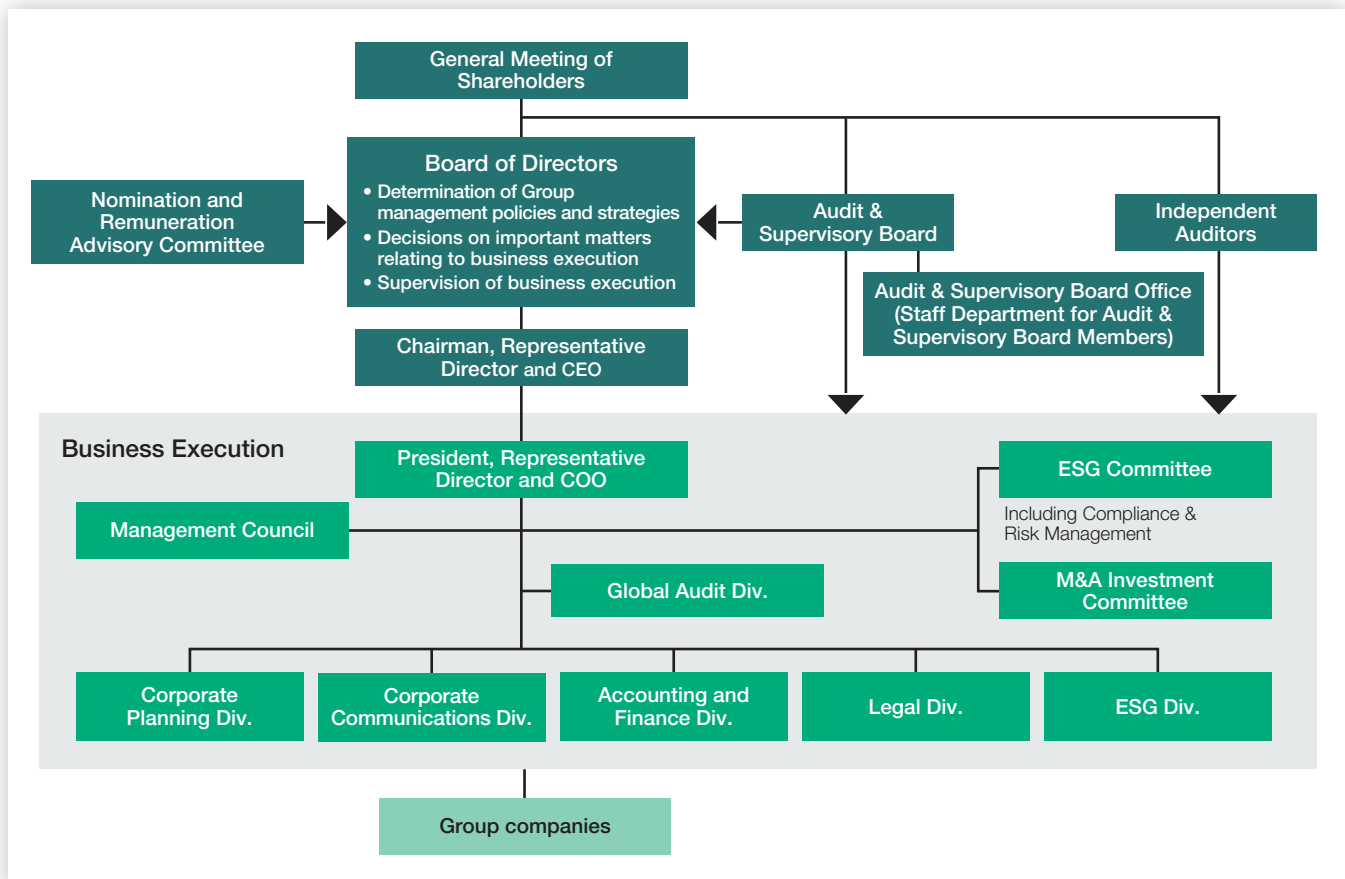 General Meeting of
Shareholders
Board of Directors
• Determination of Group
management policies and strategies
• Decisions on important matters
relating to business execution
• Supervision of business execution
Nomination and
Remuneration
Advisory Committee
Audit &
Supervisory Board
Independent
Auditors
Audit & Supervisory Board Office
(Staff Department for Audit &
Supervisory Board Members)
Chairman, Representative
Director and CEO
Business Execution
President, Representative
Director and COO
ESG Committee
Including Compliance &
Risk Management
Management Council
M&A Investment
Committee
Global Audit Div.
Corporate
Planning Div.
Corporate
Communications Div.
Accounting and
Finance Div.
Legal Div.
ESG Div.
Group companies